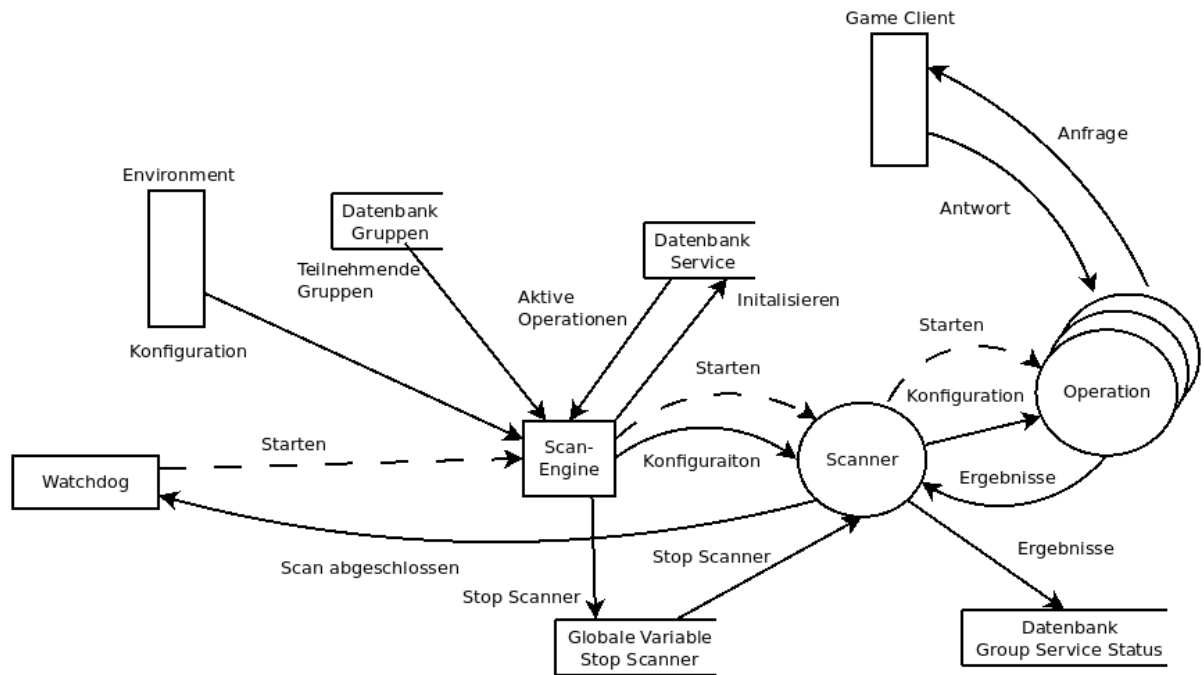 Game Client
Anfrage
Environment
Antwort
Datenbank
Gruppen
Datenbank
Service
Teilnehmende
Gruppen
Aktive
Operationen
Initalisieren
Konfiguration
Starten
Starten
Konfiguration
Operation
Starten
Scan-
Engine
Konfiguraiton
Scanner
Watchdog
Ergebnisse
Scan abgeschlossen
Stop Scanner
Ergebnisse
Stop Scanner
Globale Variable
Stop Scanner
Datenbank
Group Service Status